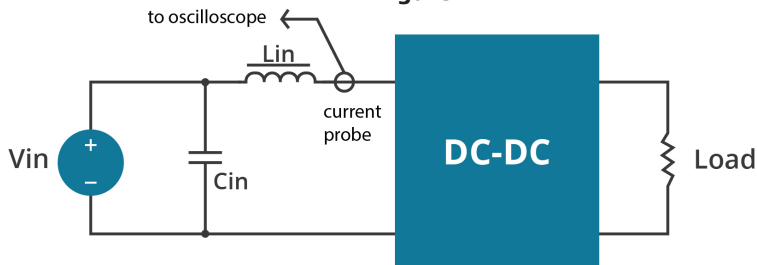 to oscilloscope
Lin
current
probe
+
Vin
−
Cin
DC-DC
Load